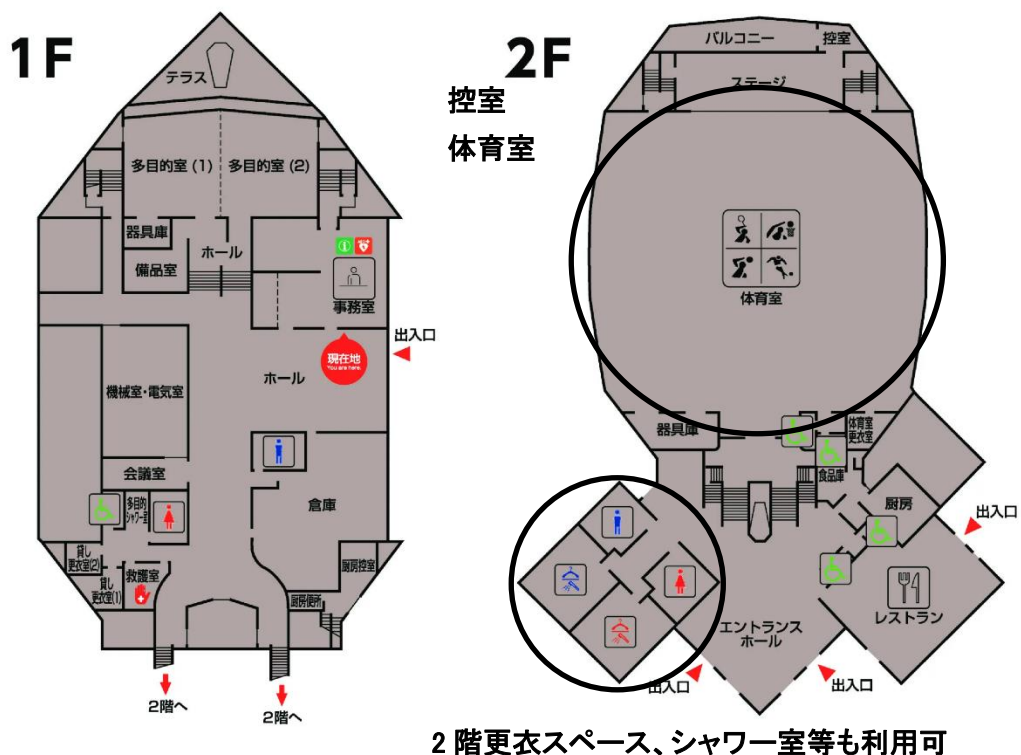 1F
テラス
多目的室(1)
多目的室(2)
器具庫
ホール
備品室
事務室
出入口
現在地
You are here.
ホール
機械室・電気室
会議室
倉庫
多目的
シャワー室
貸し
更衣室(2)
救護室
貸し
更衣室(1)
厨房控室
厨房便所
2階へ
2階へ
2F
バルコニー
控室
ステージ
控室
体育室
体育室
器具庫
体育室
更衣室
食品庫
厨房
出入口
レストラン
エントランス
ホール
出入口
出入口
2階更衣スペース、シャワー室等も利用可